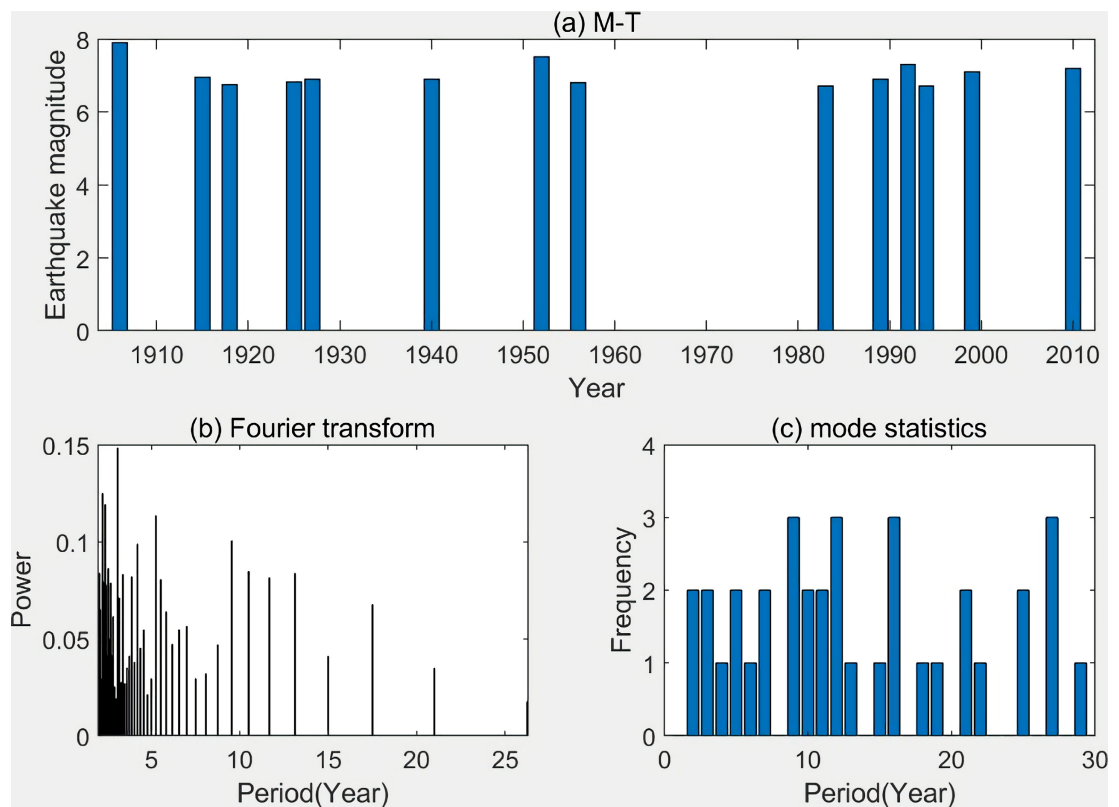 (a) M-T
Earthquake magnitude
8
6
4
2
0
1910 1920 1930 1940 1950 1960 1970 1980 1990 2000 2010
Year
(b) Fourier transform
Power
0.15
0.1
0.05
0
5 10 15 20 25
Period(Year)
(c) mode statistics
Frequency
4
3
2
1
0
0 10 20 30
Period(Year)